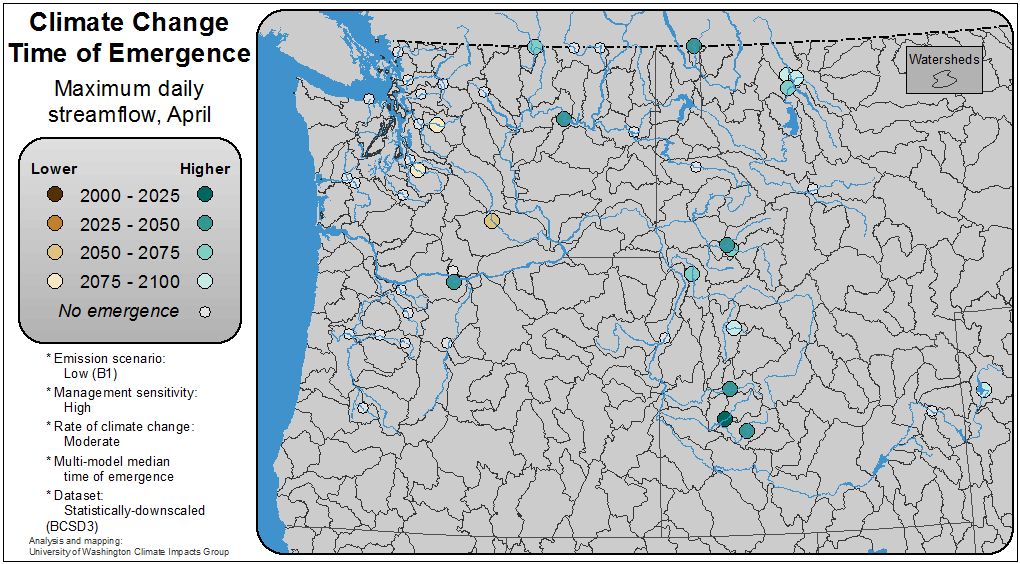 Climate Change
Time of Emergence
Maximum daily
streamflow, April
Lower Higher
2000 - 2025
2025 - 2050
2050 - 2075
2075 - 2100
No emergence
* Emission scenario:
Low (B1)
* Management sensitivity:
High
* Rate of climate change:
Moderate
* Multi-model median
time of emergence
* Dataset:
Statistically-downscaled
(BCSD3)
Analysis and mapping:
University of Washington Climate Impacts Group
Watersheds